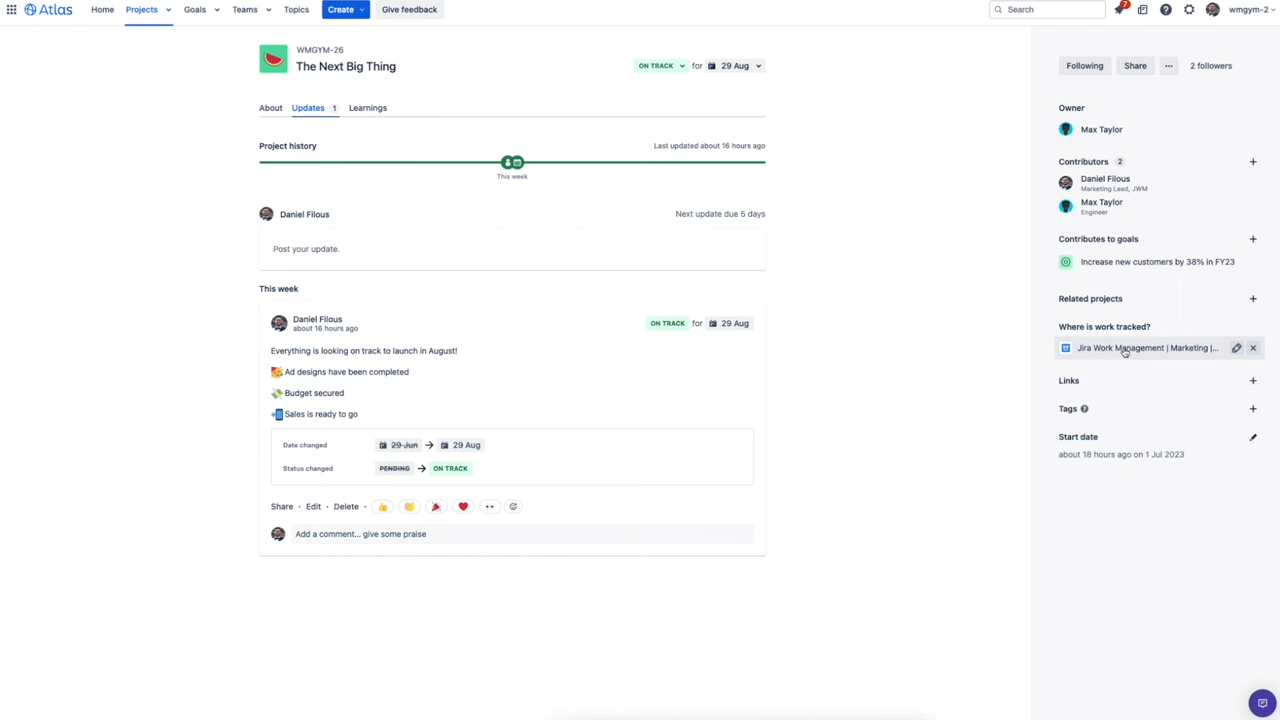 Atlas
Home
Projects
Goals
Teams
Topics
Create
Give feedback
Search
7
wmgym-2
WMGYM-26
The Next Big Thing
ON TRACK for 29 Aug
About
Updates 1
Learnings
Project history
Last updated about 16 hours ago
This week
Daniel Filous
Next update due 5 days
Post your update.
This week
Daniel Filous
about 16 hours ago
ON TRACK for 29 Aug
Everything is looking on track to launch in August!
Ad designs have been completed
Budget secured
Sales is ready to go
Date changed 29 Jun → 29 Aug
Status changed PENDING → ON TRACK
Share · Edit · Delete ·
Add a comment... give some praise
Following
Share
2 followers
Owner
Max Taylor
Contributors 2
Daniel Filous
Marketing Lead, JWM
Max Taylor
Engineer
Contributes to goals
Increase new customers by 38% in FY23
Related projects
Where is work tracked?
Jira Work Management | Marketing |...
Links
Tags
Start date
about 18 hours ago on 1 Jul 2023